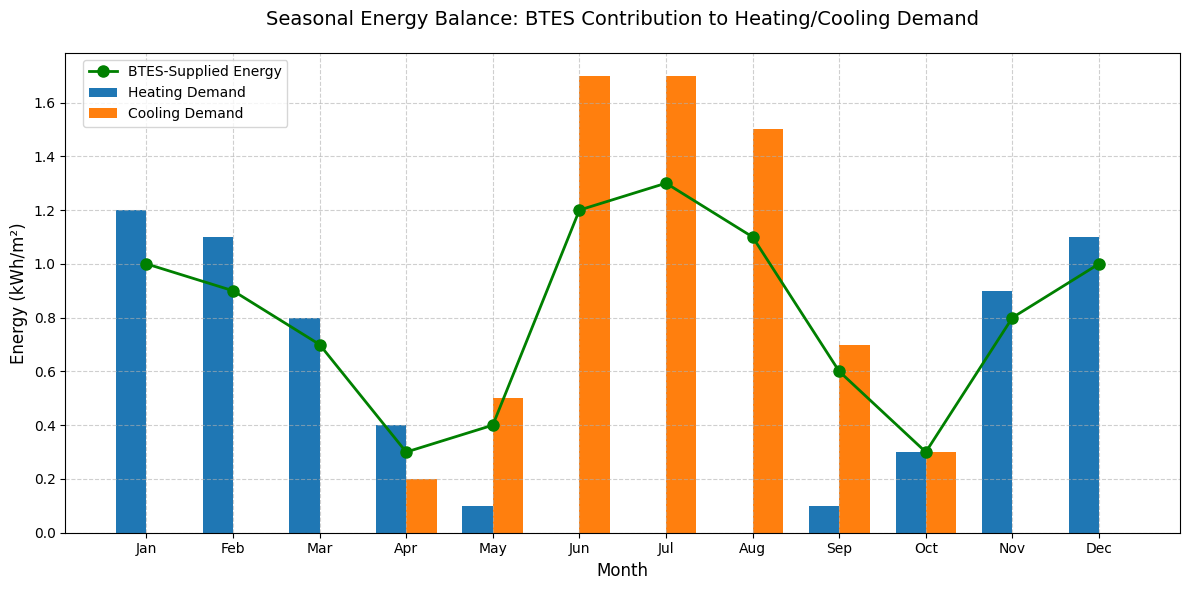 Seasonal Energy Balance: BTES Contribution to Heating/Cooling Demand
BTES-Supplied Energy
Heating Demand
Cooling Demand
Energy (kWh/m²)
1.6
1.4
1.2
1.0
0.8
0.6
0.4
0.2
0.0
Jan Feb Mar Apr May Jun Jul Aug Sep Oct Nov Dec
Month